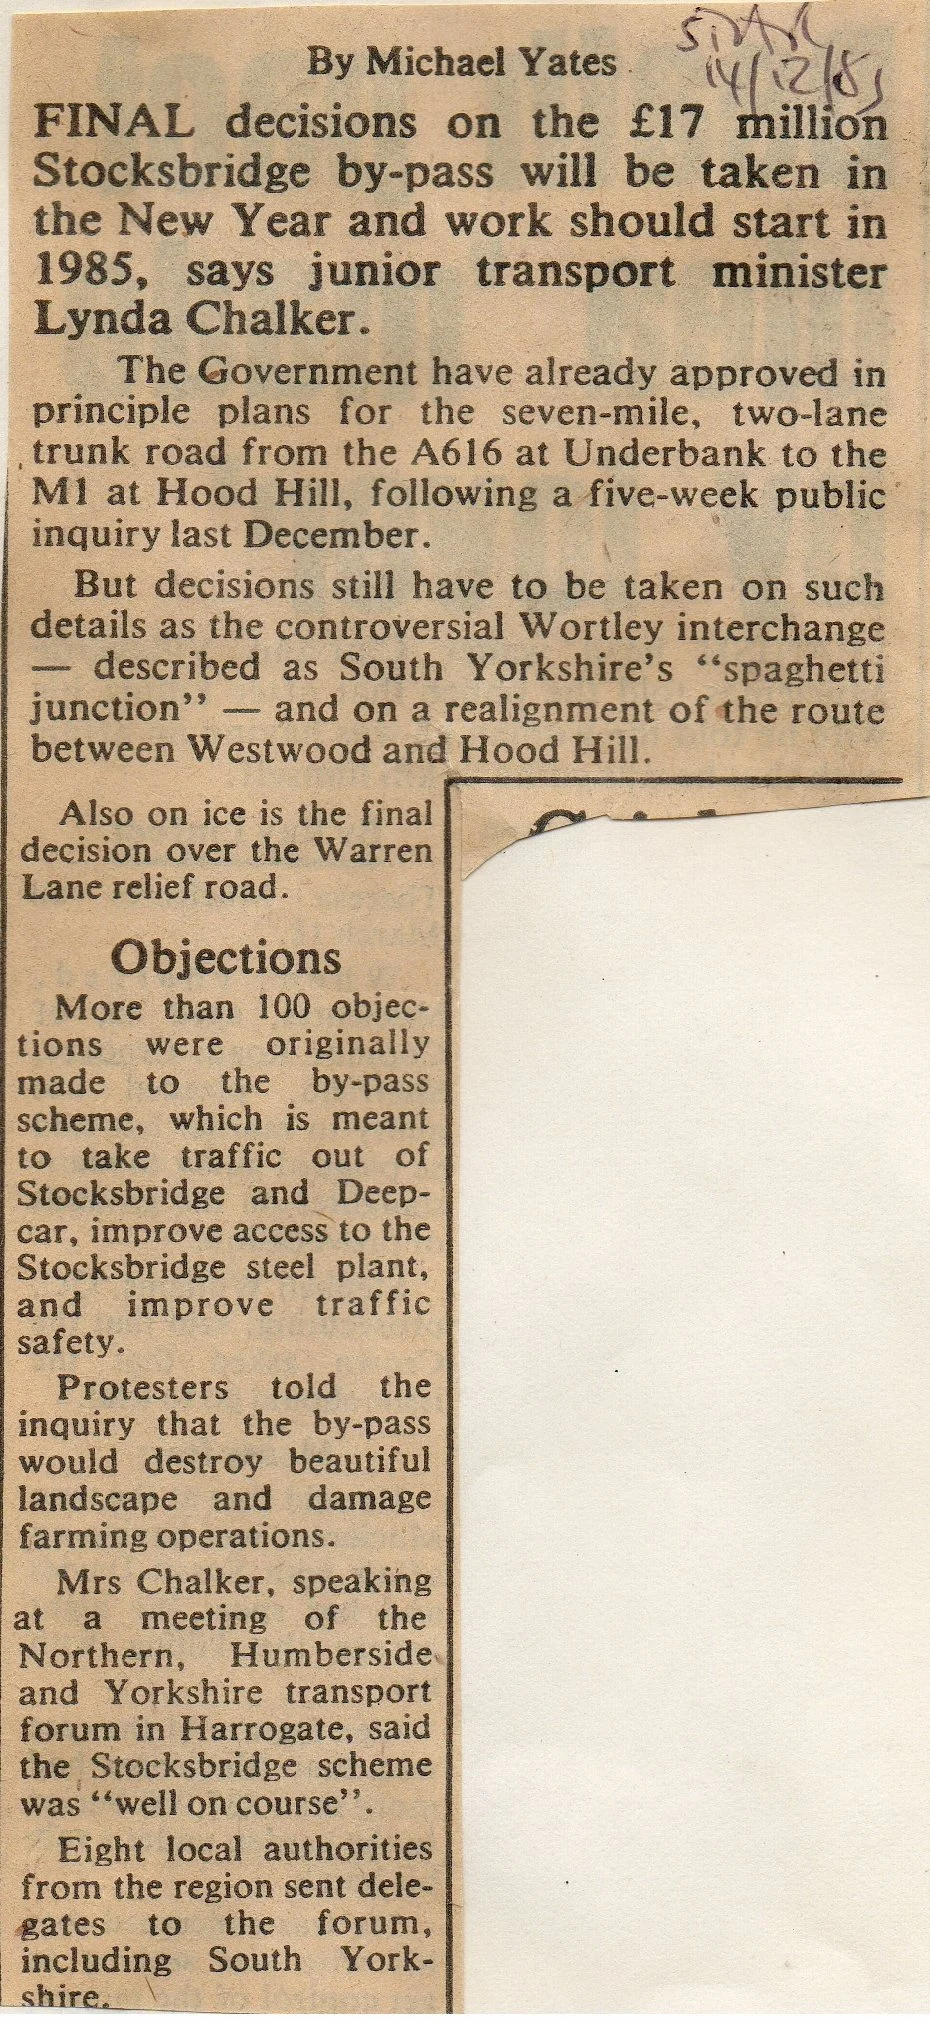 Star
14/12/83
By Michael Yates
FINAL decisions on the £17 million
Stocksbridge by-pass will be taken in
the New Year and work should start in
1985, says junior transport minister
Lynda Chalker.
The Government have already approved in
principle plans for the seven-mile, two-lane
trunk road from the A616 at Underbank to the
M1 at Hood Hill, following a five-week public
inquiry last December.
But decisions still have to be taken on such
details as the controversial Wortley interchange
— described as South Yorkshire's “spaghetti
junction” — and on a realignment of the route
between Westwood and Hood Hill.
Also on ice is the final
decision over the Warren
Lane relief road.
Objections
More than 100 objec-
tions were originally
made to the by-pass
scheme, which is meant
to take traffic out of
Stocksbridge and Deep-
car, improve access to the
Stocksbridge steel plant,
and improve traffic
safety.
Protesters told the
inquiry that the by-pass
would destroy beautiful
landscape and damage
farming operations.
Mrs Chalker, speaking
at a meeting of the
Northern, Humberside
and Yorkshire transport
forum in Harrogate, said
the Stocksbridge scheme
was “well on course”.
Eight local authorities
from the region sent dele-
gates to the forum,
including South York-
shire.